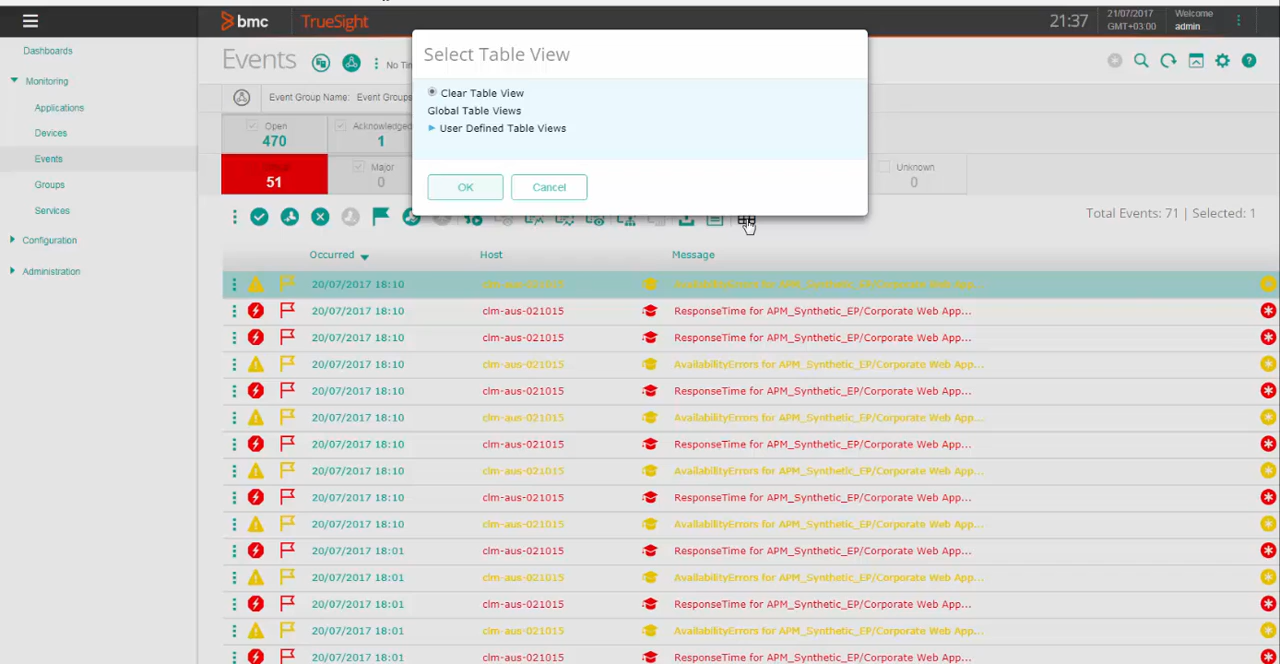 bmc TrueSight 21:37 21/07/2017 GMT+03:00 Welcome admin
Dashboards
Monitoring
Applications
Devices
Events
Groups
Services
Configuration
Administration
Events No Tim
Event Group Name: Event Groups
Open 470
Acknowledged 1
51
Major 0
Unknown 0
Select Table View
Clear Table View
Global Table Views
User Defined Table Views
OK Cancel
Total Events: 71 | Selected: 1
Occurred Host Message
20/07/2017 18:10 clm-aus-021015 AvailabilityErrors for APM_Synthetic_EP/Corporate Web App...
20/07/2017 18:10 clm-aus-021015 ResponseTime for APM_Synthetic_EP/Corporate Web App...
20/07/2017 18:10 clm-aus-021015 ResponseTime for APM_Synthetic_EP/Corporate Web App...
20/07/2017 18:10 clm-aus-021015 AvailabilityErrors for APM_Synthetic_EP/Corporate Web App...
20/07/2017 18:10 clm-aus-021015 ResponseTime for APM_Synthetic_EP/Corporate Web App...
20/07/2017 18:10 clm-aus-021015 AvailabilityErrors for APM_Synthetic_EP/Corporate Web App...
20/07/2017 18:10 clm-aus-021015 ResponseTime for APM_Synthetic_EP/Corporate Web App...
20/07/2017 18:10 clm-aus-021015 AvailabilityErrors for APM_Synthetic_EP/Corporate Web App...
20/07/2017 18:10 clm-aus-021015 ResponseTime for APM_Synthetic_EP/Corporate Web App...
20/07/2017 18:10 clm-aus-021015 AvailabilityErrors for APM_Synthetic_EP/Corporate Web App...
20/07/2017 18:01 clm-aus-021015 ResponseTime for APM_Synthetic_EP/Corporate Web App...
20/07/2017 18:01 clm-aus-021015 AvailabilityErrors for APM_Synthetic_EP/Corporate Web App...
20/07/2017 18:01 clm-aus-021015 ResponseTime for APM_Synthetic_EP/Corporate Web App...
20/07/2017 18:01 clm-aus-021015 AvailabilityErrors for APM_Synthetic_EP/Corporate Web App...
20/07/2017 18:01 clm-aus-021015 ResponseTime for APM_Synthetic_EP/Corporate Web App...